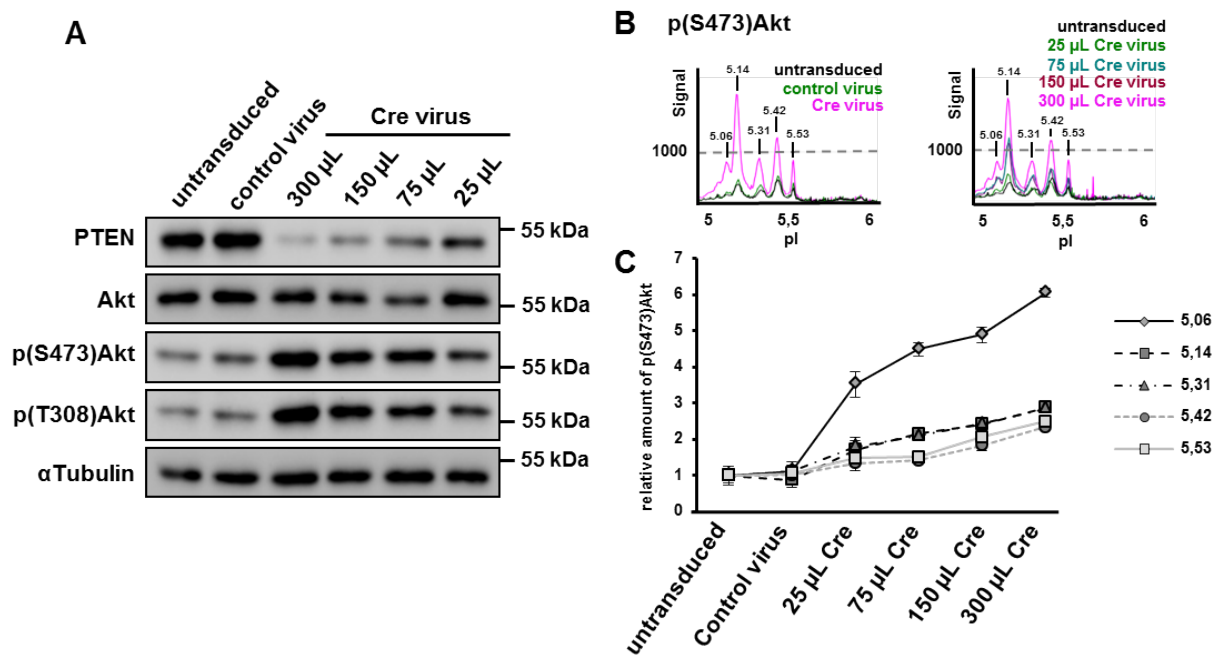 A
untransduced
control virus
Cre virus
300 µL
150 µL
75 µL
25 µL
PTEN
55 kDa
Akt
55 kDa
p(S473)Akt
55 kDa
p(T308)Akt
55 kDa
αTubulin
55 kDa
B
p(S473)Akt
Signal
1000
untransduced
control virus
Cre virus
5.06
5.14
5.31
5.42
5.53
5
5,5
6
pI
Signal
1000
untransduced
25 µL Cre virus
75 µL Cre virus
150 µL Cre virus
300 µL Cre virus
5.06
5.14
5.31
5.42
5.53
5
5,5
6
pI
C
relative amount of p(S473)Akt
7
6
5
4
3
2
1
0
untransduced
Control virus
25 µL Cre
75 µL Cre
150 µL Cre
300 µL Cre
5,06
5,14
5,31
5,42
5,53